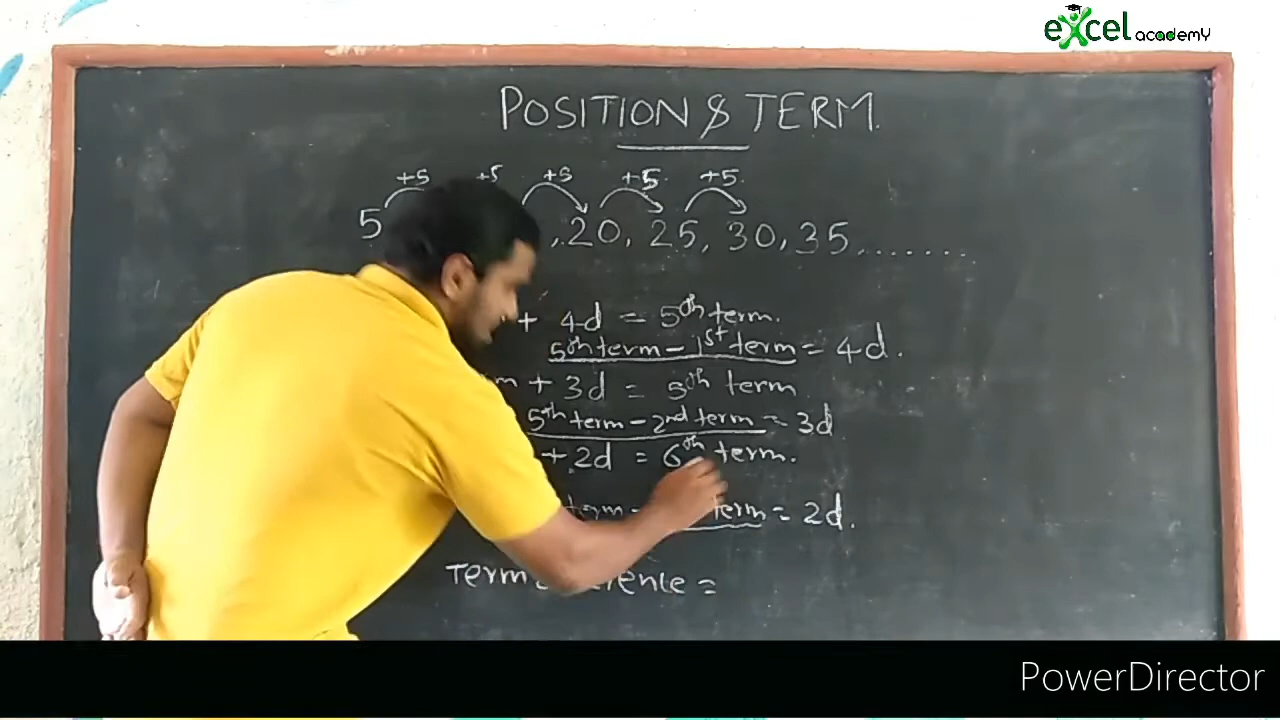 excel academy
POSITION & TERM.
+5 +5 +5 +5 +5.
5 , 20, 25, 30, 35, .......
+ 4d = 5th term.
5th term - 1st term = 4d.
+ 3d = 5th term
5th term - 2nd term = 3d
+ 2d = 6th term.
term - term = 2d.
Term =
PowerDirector